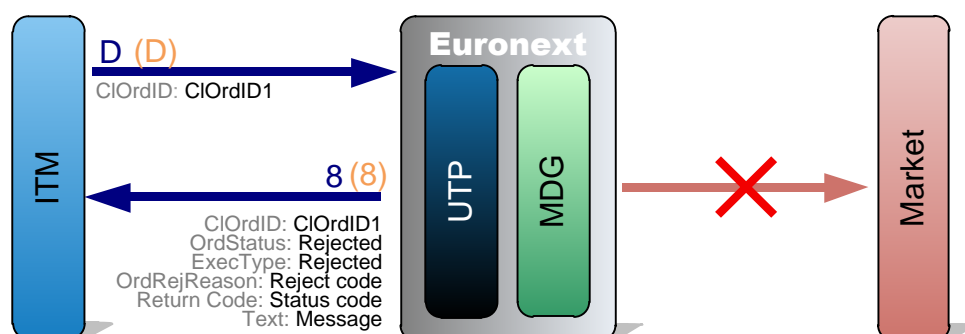 D (D)
ClOrdID: ClOrdID1
Euronext
ITM
UTP
MDG
Market
8 (8)
ClOrdID: ClOrdID1
OrdStatus: Rejected
ExecType: Rejected
OrdRejReason: Reject code
Return Code: Status code
Text: Message